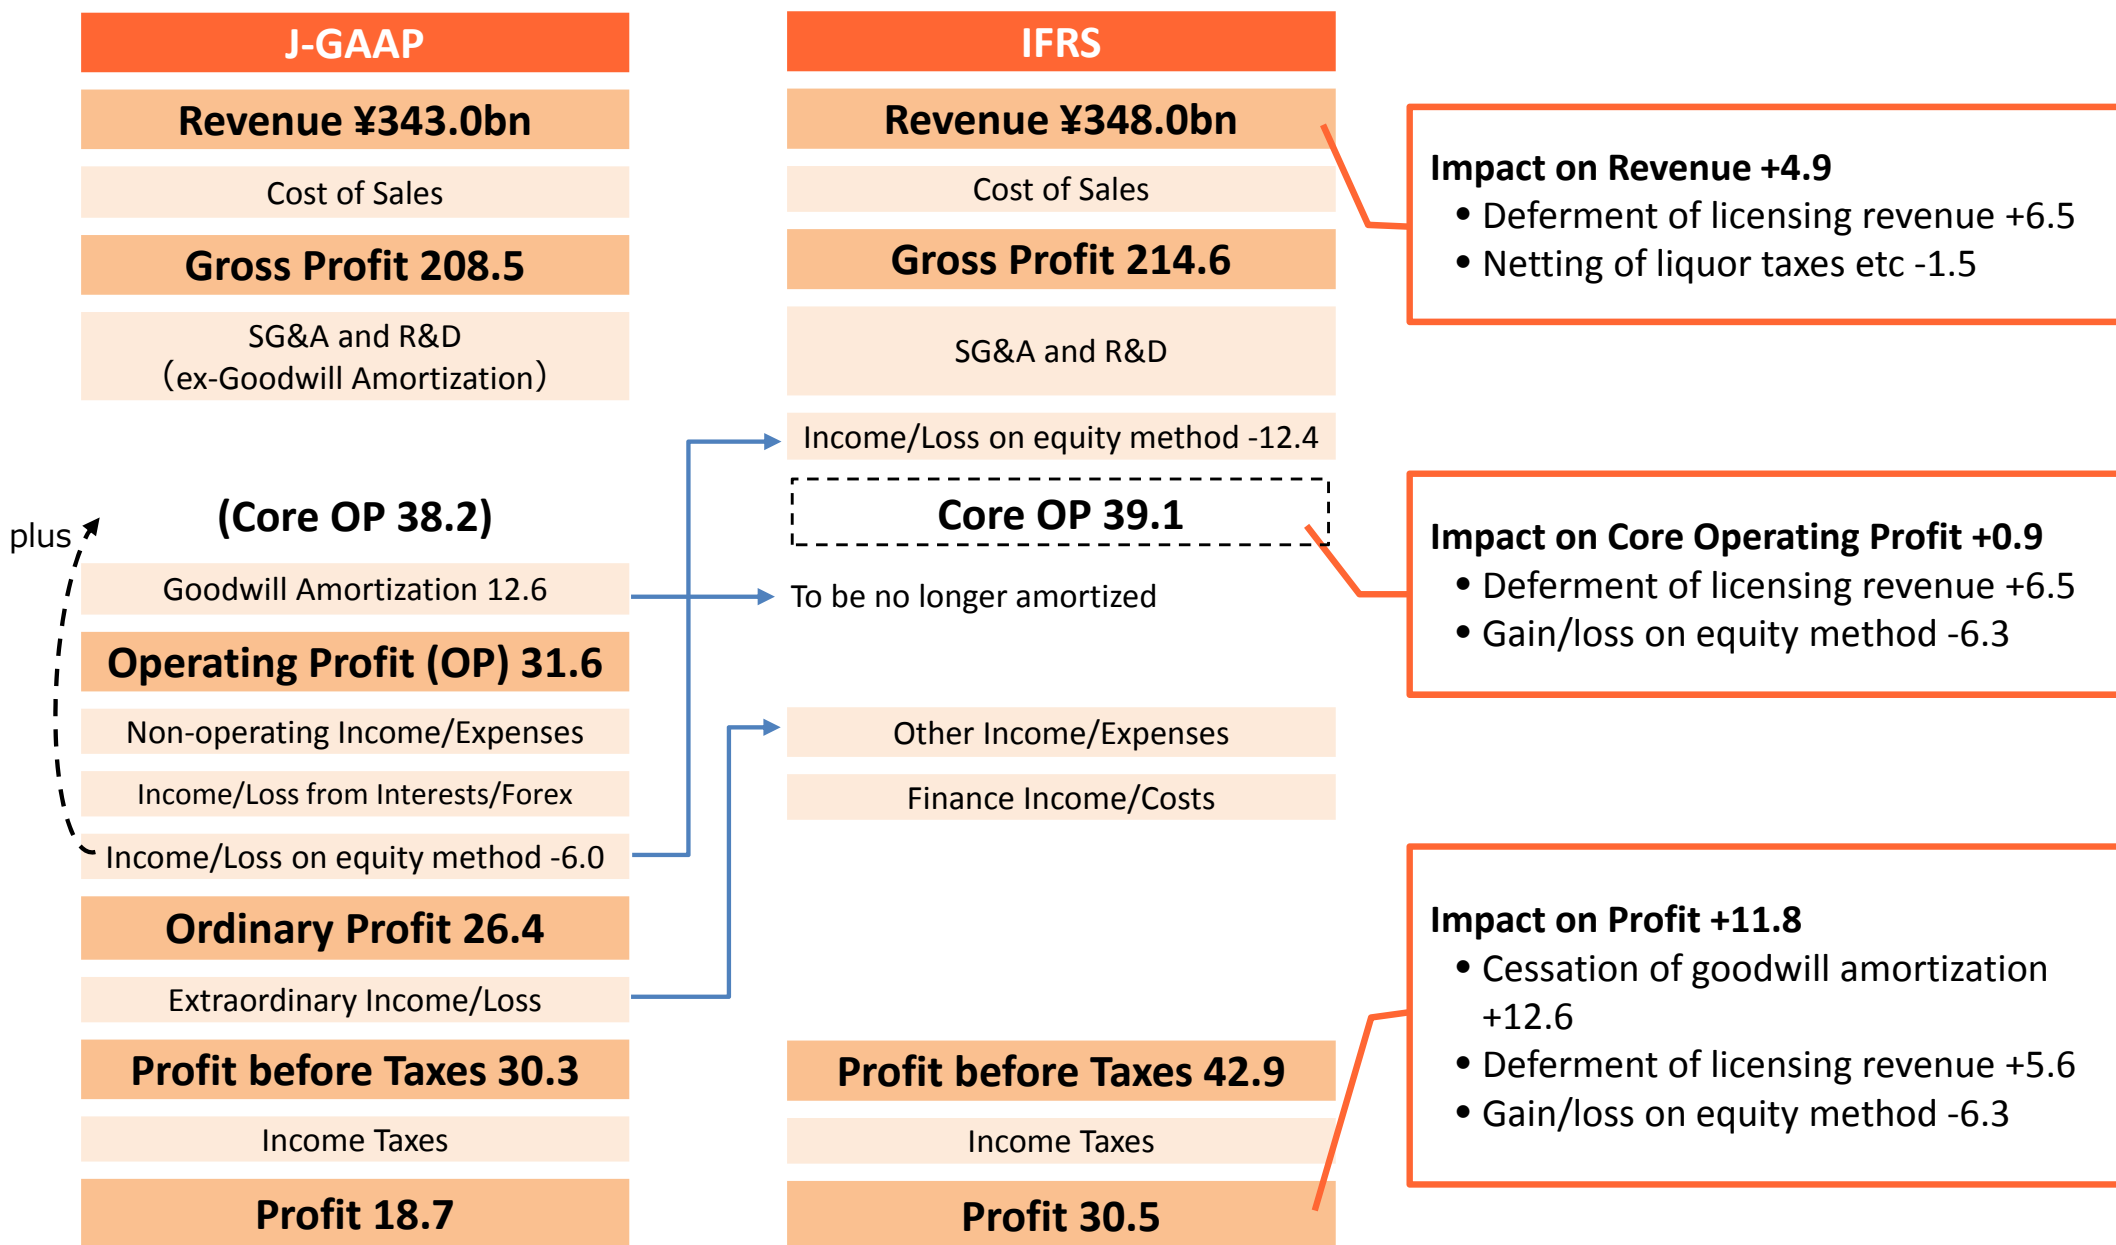 J-GAAP
Revenue ¥343.0bn
Cost of Sales
Gross Profit 208.5
SG&A and R&D
（ex-Goodwill Amortization）
plus
(Core OP 38.2)
Goodwill Amortization 12.6
Operating Profit (OP) 31.6
Non-operating Income/Expenses
Income/Loss from Interests/Forex
Income/Loss on equity method -6.0
Ordinary Profit 26.4
Extraordinary Income/Loss
Profit before Taxes 30.3
Income Taxes
Profit 18.7
IFRS
Revenue ¥348.0bn
Cost of Sales
Gross Profit 214.6
SG&A and R&D
Income/Loss on equity method -12.4
Core OP 39.1
To be no longer amortized
Other Income/Expenses
Finance Income/Costs
Profit before Taxes 42.9
Income Taxes
Profit 30.5
Impact on Revenue +4.9
• Deferment of licensing revenue +6.5
• Netting of liquor taxes etc -1.5
Impact on Core Operating Profit +0.9
• Deferment of licensing revenue +6.5
• Gain/loss on equity method -6.3
Impact on Profit +11.8
• Cessation of goodwill amortization
+12.6
• Deferment of licensing revenue +5.6
• Gain/loss on equity method -6.3